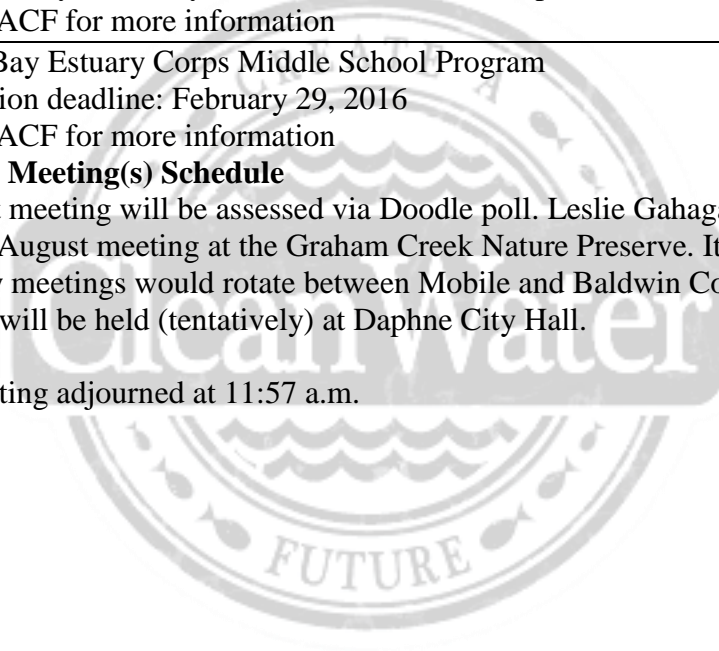 ACF for more information
Bay Estuary Corps Middle School Program
ion deadline: February 29, 2016
ACF for more information
Meeting(s) Schedule
meeting will be assessed via Doodle poll. Leslie Gahag
August meeting at the Graham Creek Nature Preserve. It
meetings would rotate between Mobile and Baldwin Co
will be held (tentatively) at Daphne City Hall.
ting adjourned at 11:57 a.m.
CREATE A
Clean Water
FUTURE